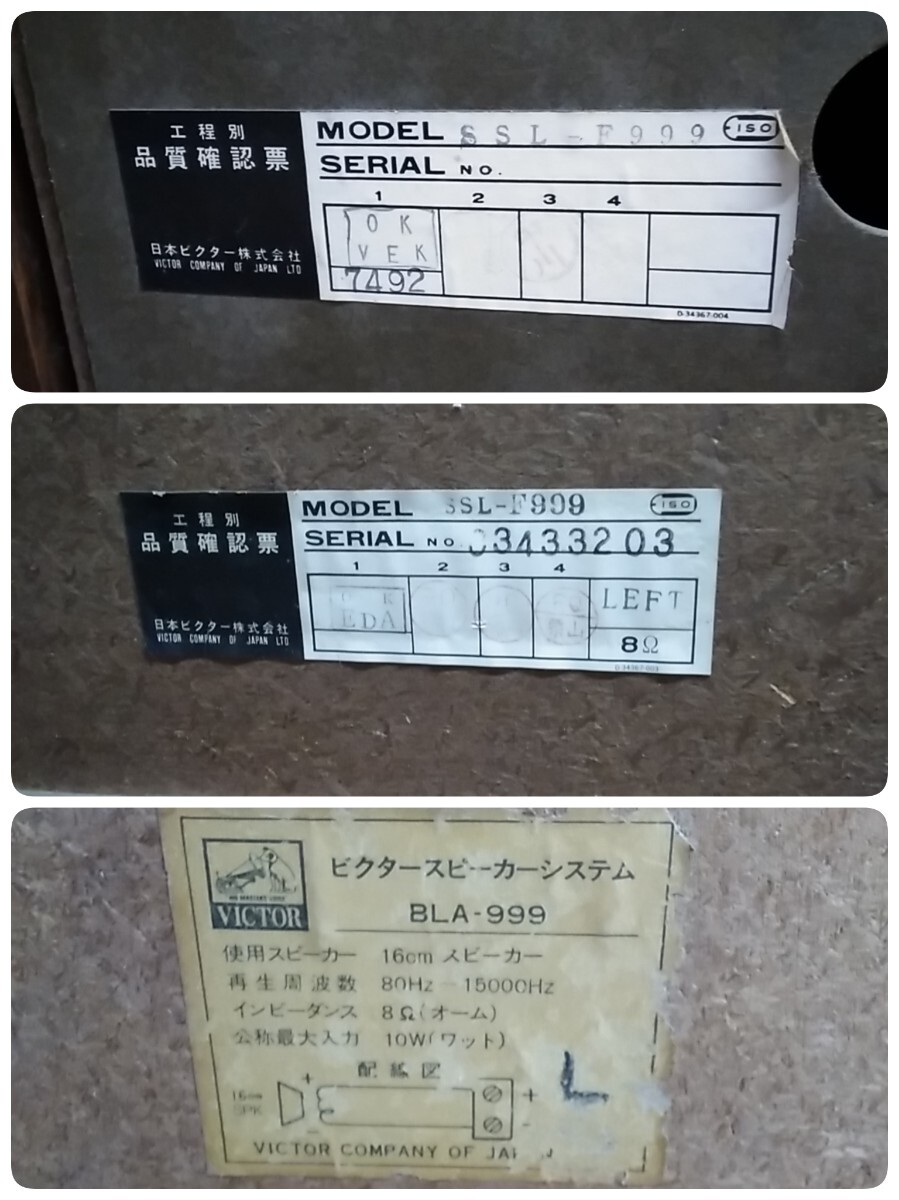 工程別
品質確認票
日本ビクター株式会社
VICTOR COMPANY OF JAPAN LTD
MODEL SSL-F999 ISO
SERIAL NO.
1 2 3 4
OK
VEK
7492
D-34367-004
工程別
品質確認票
日本ビクター株式会社
VICTOR COMPANY OF JAPAN LTD
MODEL SSL-F999 ISO
SERIAL NO. 03433203
1 2 3 4
EDA
LEFT
8Ω
D-34367-003
VICTOR
ビクタースピーカーシステム
BLA-999
使用スピーカー 16cm スピーカー
再生周波数 80Hz-15000Hz
インピーダンス 8Ω(オーム)
公称最大入力 10W(ワット)
配線図
16cm
SPK
+
-
+
-
L
VICTOR COMPANY OF